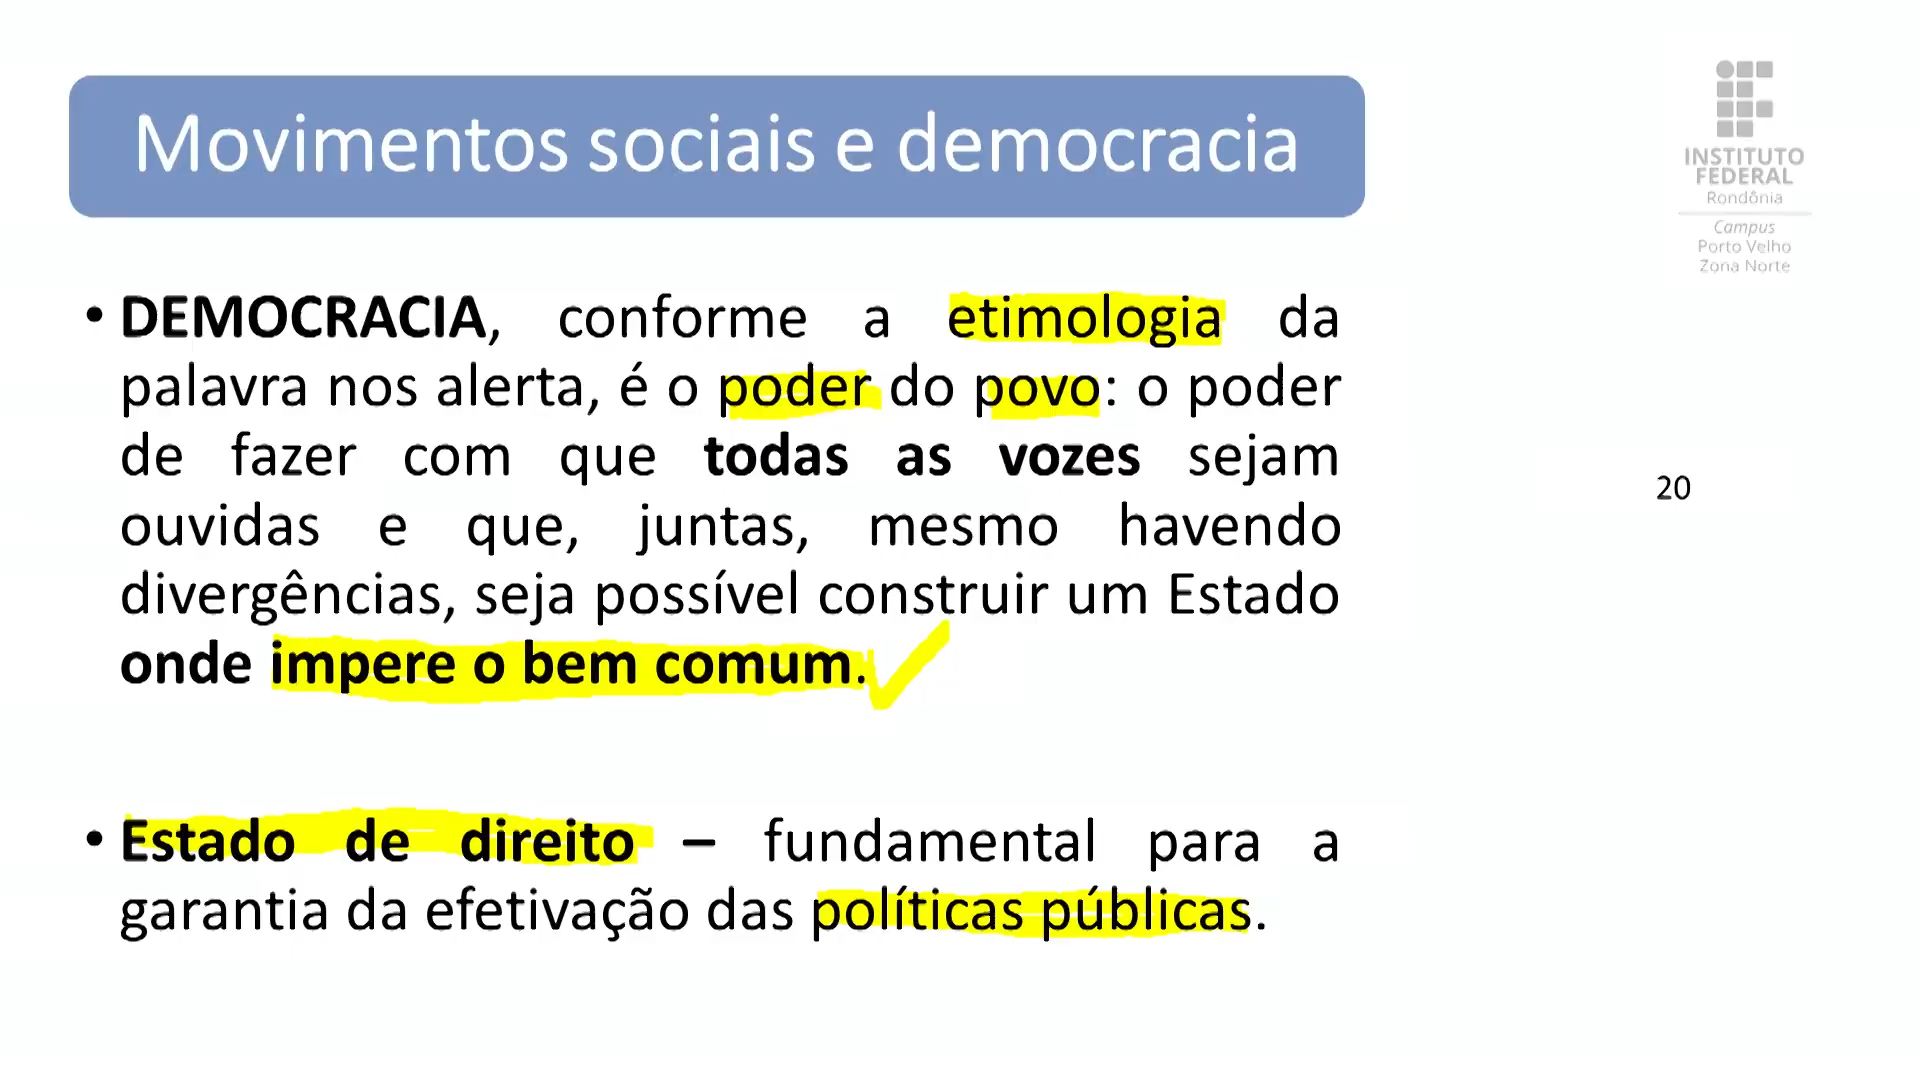 Movimentos sociais e democracia
INSTITUTO
FEDERAL
Rondônia
Campus
Porto Velho
Zona Norte
• DEMOCRACIA, conforme a etimologia da
palavra nos alerta, é o poder do povo: o poder
de fazer com que todas as vozes sejam
ouvidas e que, juntas, mesmo havendo
divergências, seja possível construir um Estado
onde impere o bem comum.
20
• Estado de direito – fundamental para a
garantia da efetivação das políticas públicas.